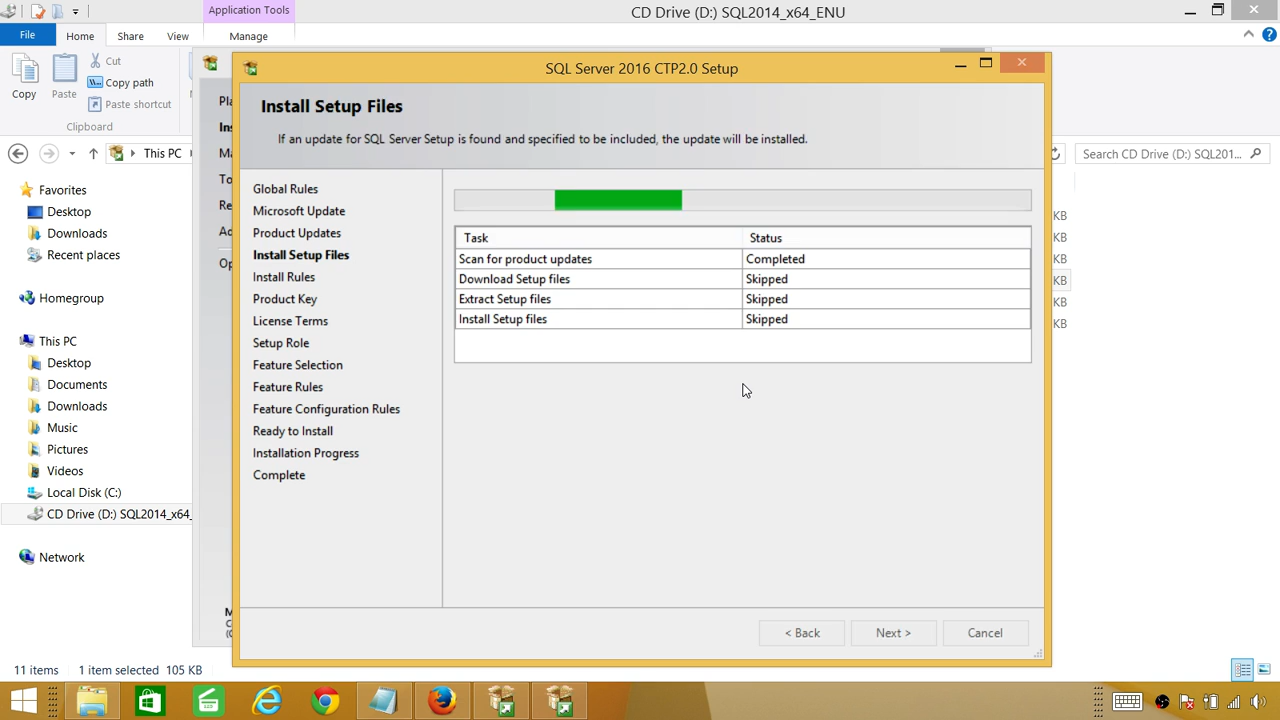 Application Tools
CD Drive (D:) SQL2014_x64_ENU
File
Home
Share
View
Manage
Copy
Paste
Cut
Copy path
Paste shortcut
Clipboard
This PC
Search CD Drive (D:) SQL201...
Favorites
Desktop
Downloads
Recent places
Homegroup
This PC
Desktop
Documents
Downloads
Music
Pictures
Videos
Local Disk (C:)
CD Drive (D:) SQL2014_x64_
Network
11 items
1 item selected 105 KB
Pla
Ins
Ma
To
Re
Ad
Op
SQL Server 2016 CTP2.0 Setup
Install Setup Files
If an update for SQL Server Setup is found and specified to be included, the update will be installed.
Global Rules
Microsoft Update
Product Updates
Install Setup Files
Install Rules
Product Key
License Terms
Setup Role
Feature Selection
Feature Rules
Feature Configuration Rules
Ready to Install
Installation Progress
Complete
Task Status
Scan for product updates Completed
Download Setup files Skipped
Extract Setup files Skipped
Install Setup files Skipped
< Back
Next >
Cancel
KB
KB
KB
KB
KB